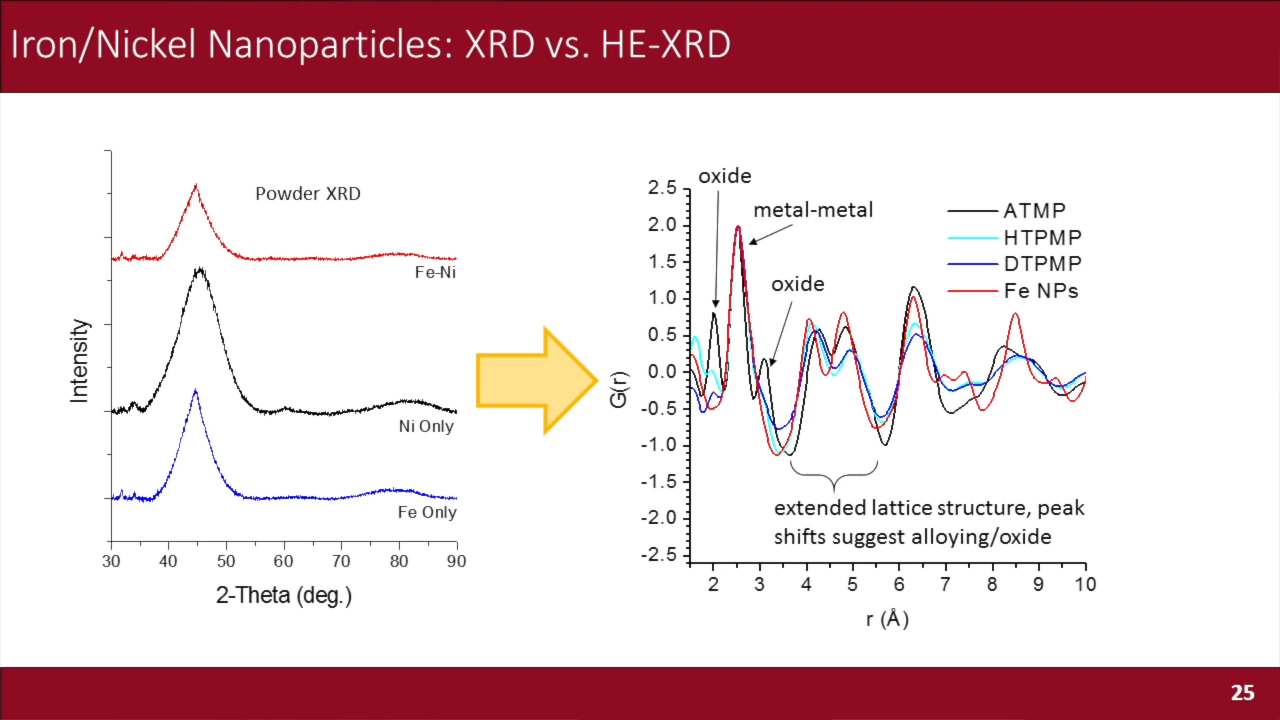 Iron/Nickel Nanoparticles: XRD vs. HE-XRD
Powder XRD
Fe-Ni
Ni Only
Fe Only
Intensity
30 40 50 60 70 80 90
2-Theta (deg.)
oxide
metal-metal
oxide
ATMP
HTPMP
DTPMP
Fe NPs
2.5
2.0
1.5
1.0
0.5
0.0
-0.5
-1.0
-1.5
-2.0
-2.5
G(r)
extended lattice structure, peak
shifts suggest alloying/oxide
2 3 4 5 6 7 8 9 10
r (Å)
25